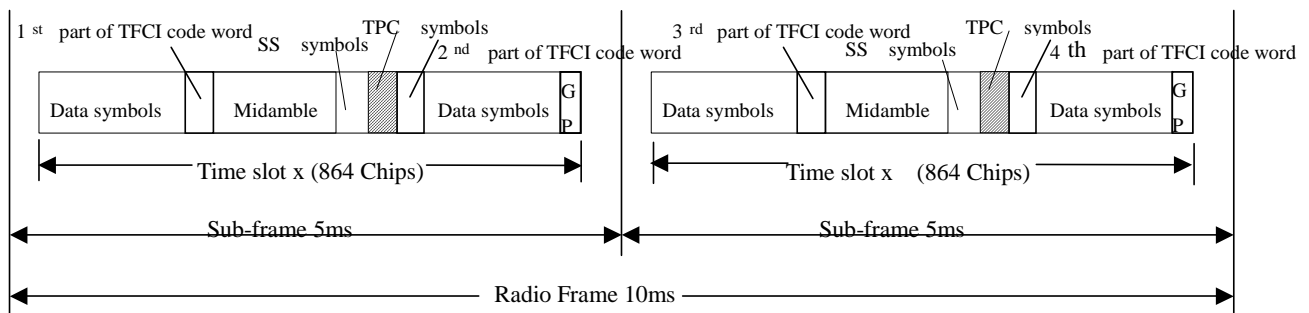 1 st part of TFCI code word
SS symbols
TPC symbols
2 nd part of TFCI code word
3 rd part of TFCI code word
SS symbols
TPC symbols
4 th part of TFCI code word
Data symbols
Midamble
Data symbols
G
P
Data symbols
Midamble
Data symbols
G
P
Time slot x (864 Chips)
Time slot x (864 Chips)
Sub-frame 5ms
Sub-frame 5ms
Radio Frame 10ms